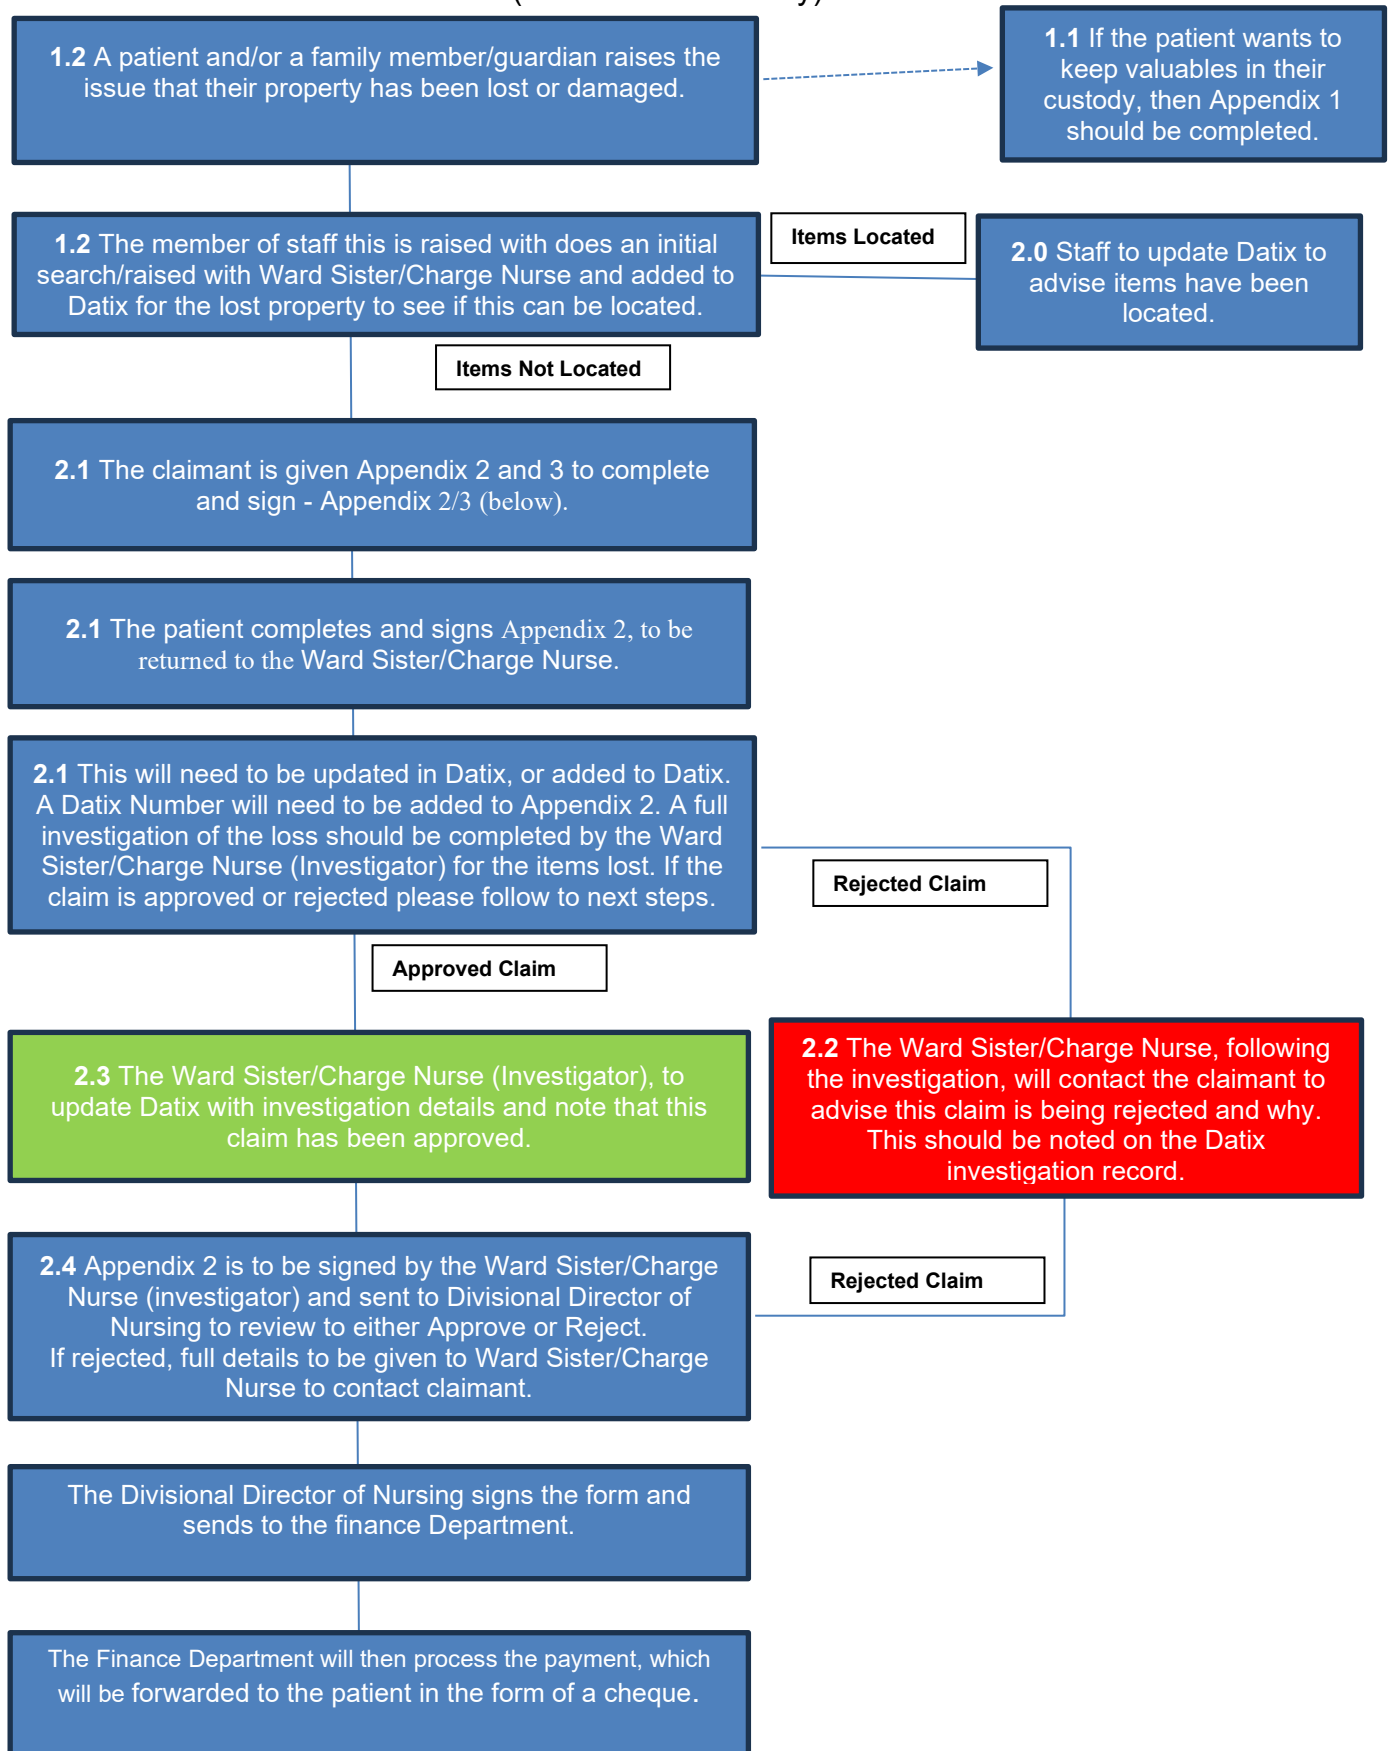 1.2 A patient and/or a family member/guardian raises the
issue that their property has been lost or damaged.
1.1 If the patient wants to
keep valuables in their
custody, then Appendix 1
should be completed.
1.2 The member of staff this is raised with does an initial
search/raised with Ward Sister/Charge Nurse and added to
Datix for the lost property to see if this can be located.
Items Located
2.0 Staff to update Datix to
advise items have been
located.
Items Not Located
2.1 The claimant is given Appendix 2 and 3 to complete
and sign - Appendix 2/3 (below).
2.1 The patient completes and signs Appendix 2, to be
returned to the Ward Sister/Charge Nurse.
2.1 This will need to be updated in Datix, or added to Datix.
A Datix Number will need to be added to Appendix 2. A full
investigation of the loss should be completed by the Ward
Sister/Charge Nurse (Investigator) for the items lost. If the
claim is approved or rejected please follow to next steps.
Rejected Claim
Approved Claim
2.3 The Ward Sister/Charge Nurse (Investigator), to
update Datix with investigation details and note that this
claim has been approved.
2.2 The Ward Sister/Charge Nurse, following
the investigation, will contact the claimant to
advise this claim is being rejected and why.
This should be noted on the Datix
investigation record.
2.4 Appendix 2 is to be signed by the Ward Sister/Charge
Nurse (investigator) and sent to Divisional Director of
Nursing to review to either Approve or Reject.
If rejected, full details to be given to Ward Sister/Charge
Nurse to contact claimant.
Rejected Claim
The Divisional Director of Nursing signs the form and
sends to the finance Department.
The Finance Department will then process the payment, which
will be forwarded to the patient in the form of a cheque.